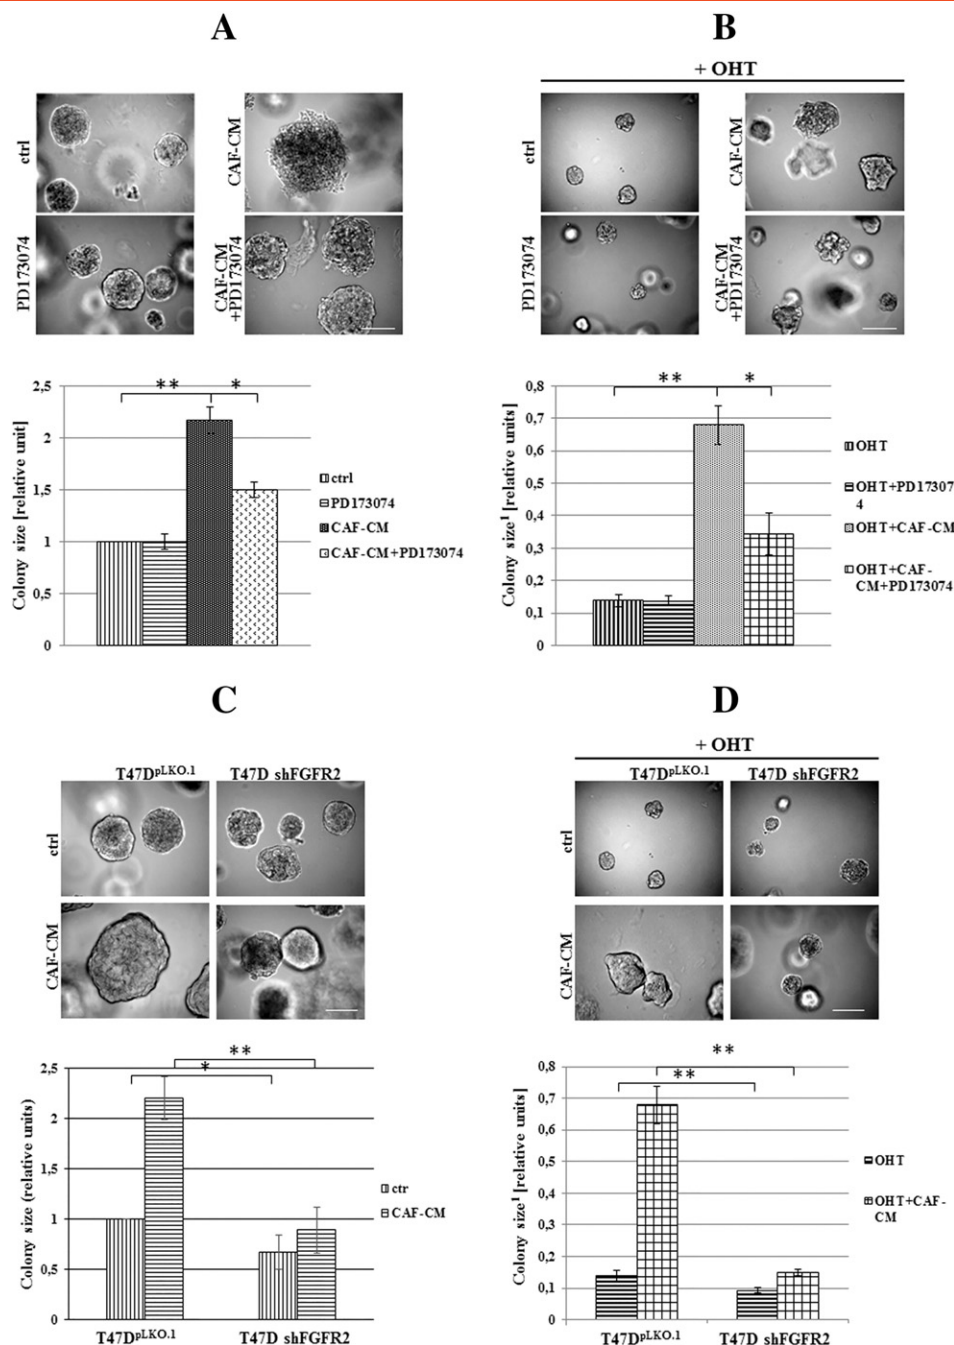 A
B
+ OHT
ctrl
CAF-CM
ctrl
CAF-CM
PD173074
CAF-CM
+PD173074
PD173074
CAF-CM
+PD173074
Colony size [relative unit]
2,5
2
1,5
1
0,5
0
** *
ctrl
PD173074
CAF-CM
CAF-CM+PD173074
Colony size¹ [relative units]
0,8
0,7
0,6
0,5
0,4
0,3
0,2
0,1
0
** *
OHT
OHT+PD17307
4
OHT+CAF-CM
OHT+CAF-
CM+PD173074
C
D
+ OHT
T47DpLKO.1 T47D shFGFR2
T47DpLKO.1 T47D shFGFR2
ctrl
ctrl
CAF-CM
CAF-CM
Colony size (relative units)
2,5
2
1,5
1
0,5
0
**
*
ctr
CAF-CM
T47DpLKO.1 T47D shFGFR2
Colony size¹ [relative units]
0,8
0,7
0,6
0,5
0,4
0,3
0,2
0,1
0
**
**
OHT
OHT+CAF-
CM
T47DpLKO.1 T47D shFGFR2